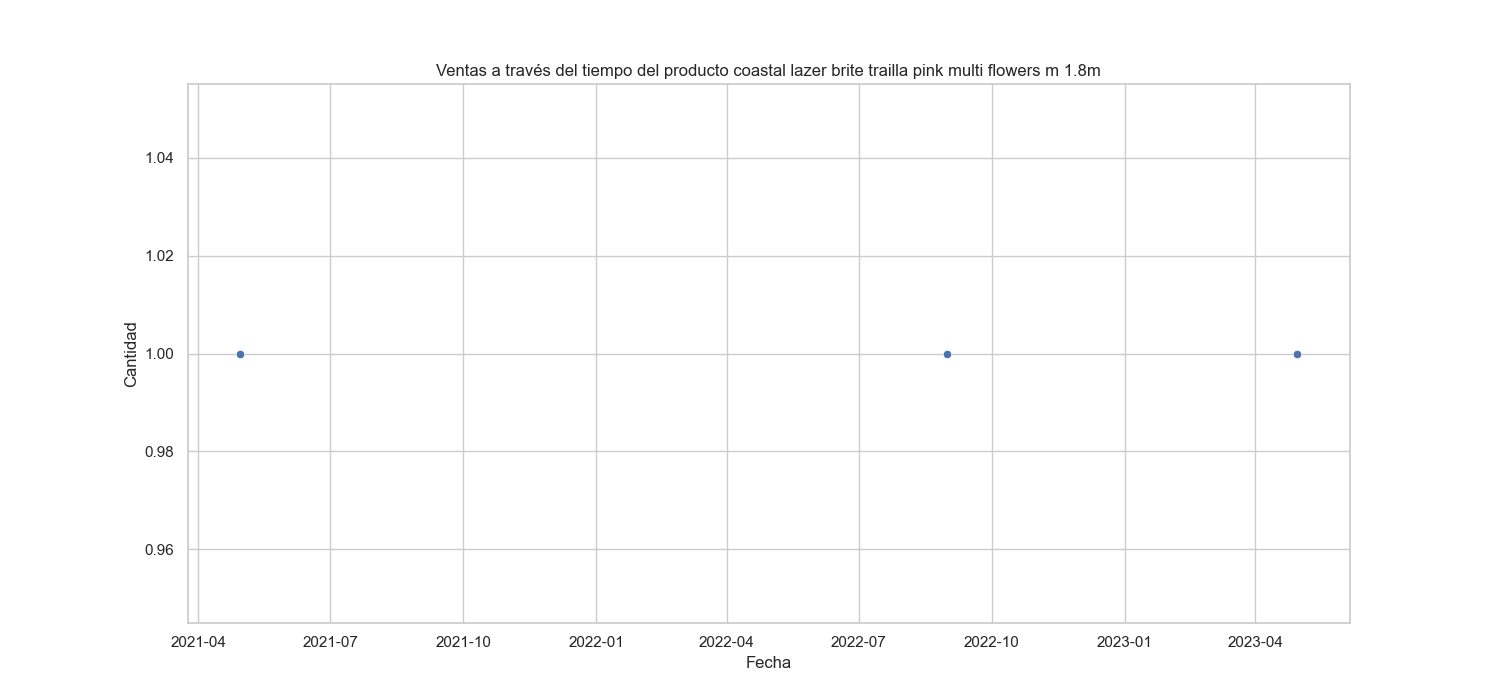 Ventas a través del tiempo del producto coastal lazer brite trailla pink multi flowers m 1.8m
1.04
1.02
1.00
0.98
0.96
Cantidad
2021-04 2021-07 2021-10 2022-01 2022-04 2022-07 2022-10 2023-01 2023-04
Fecha